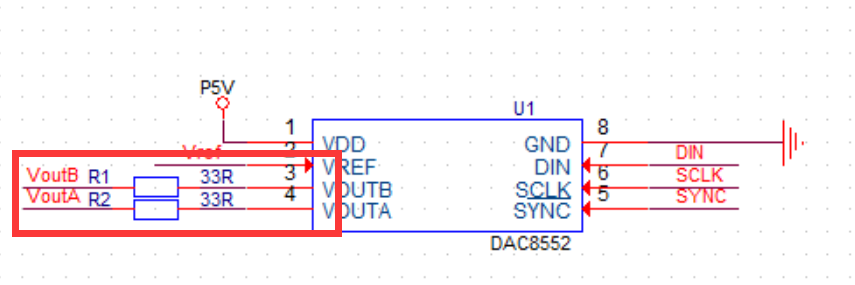 P5V
U1
1
8
VDD
GND
Vref
2
7
DIN
VREF
DIN
VoutB R1
33R
3
6
SCLK
VOUTB
SCLK
VoutA R2
33R
4
5
SYNC
VOUTA
SYNC
DAC8552